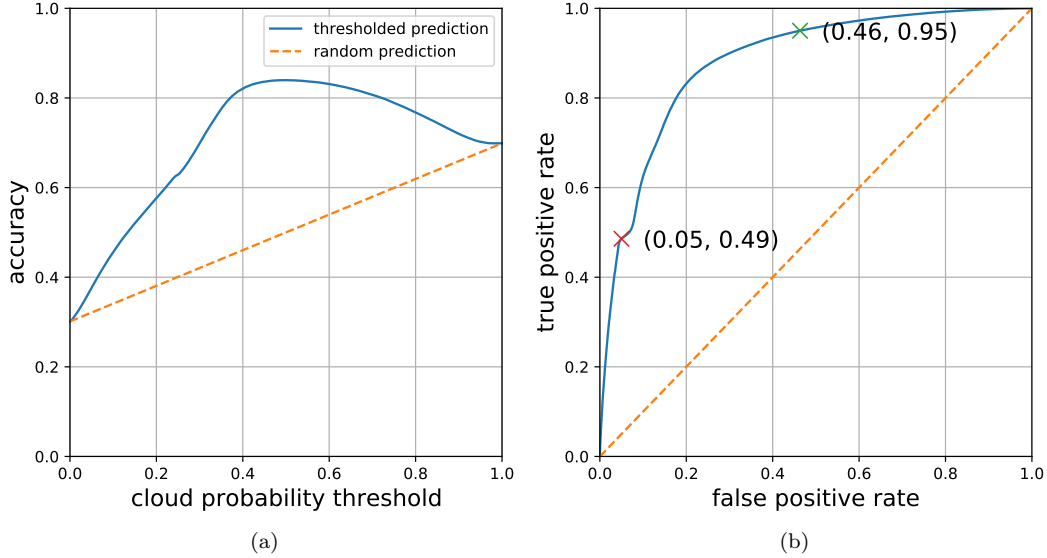 thresholded prediction
random prediction
accuracy
1.0
0.8
0.6
0.4
0.2
0.0
0.0 0.2 0.4 0.6 0.8 1.0
cloud probability threshold
(a)
(0.46, 0.95)
(0.05, 0.49)
true positive rate
1.0
0.8
0.6
0.4
0.2
0.0
0.0 0.2 0.4 0.6 0.8 1.0
false positive rate
(b)